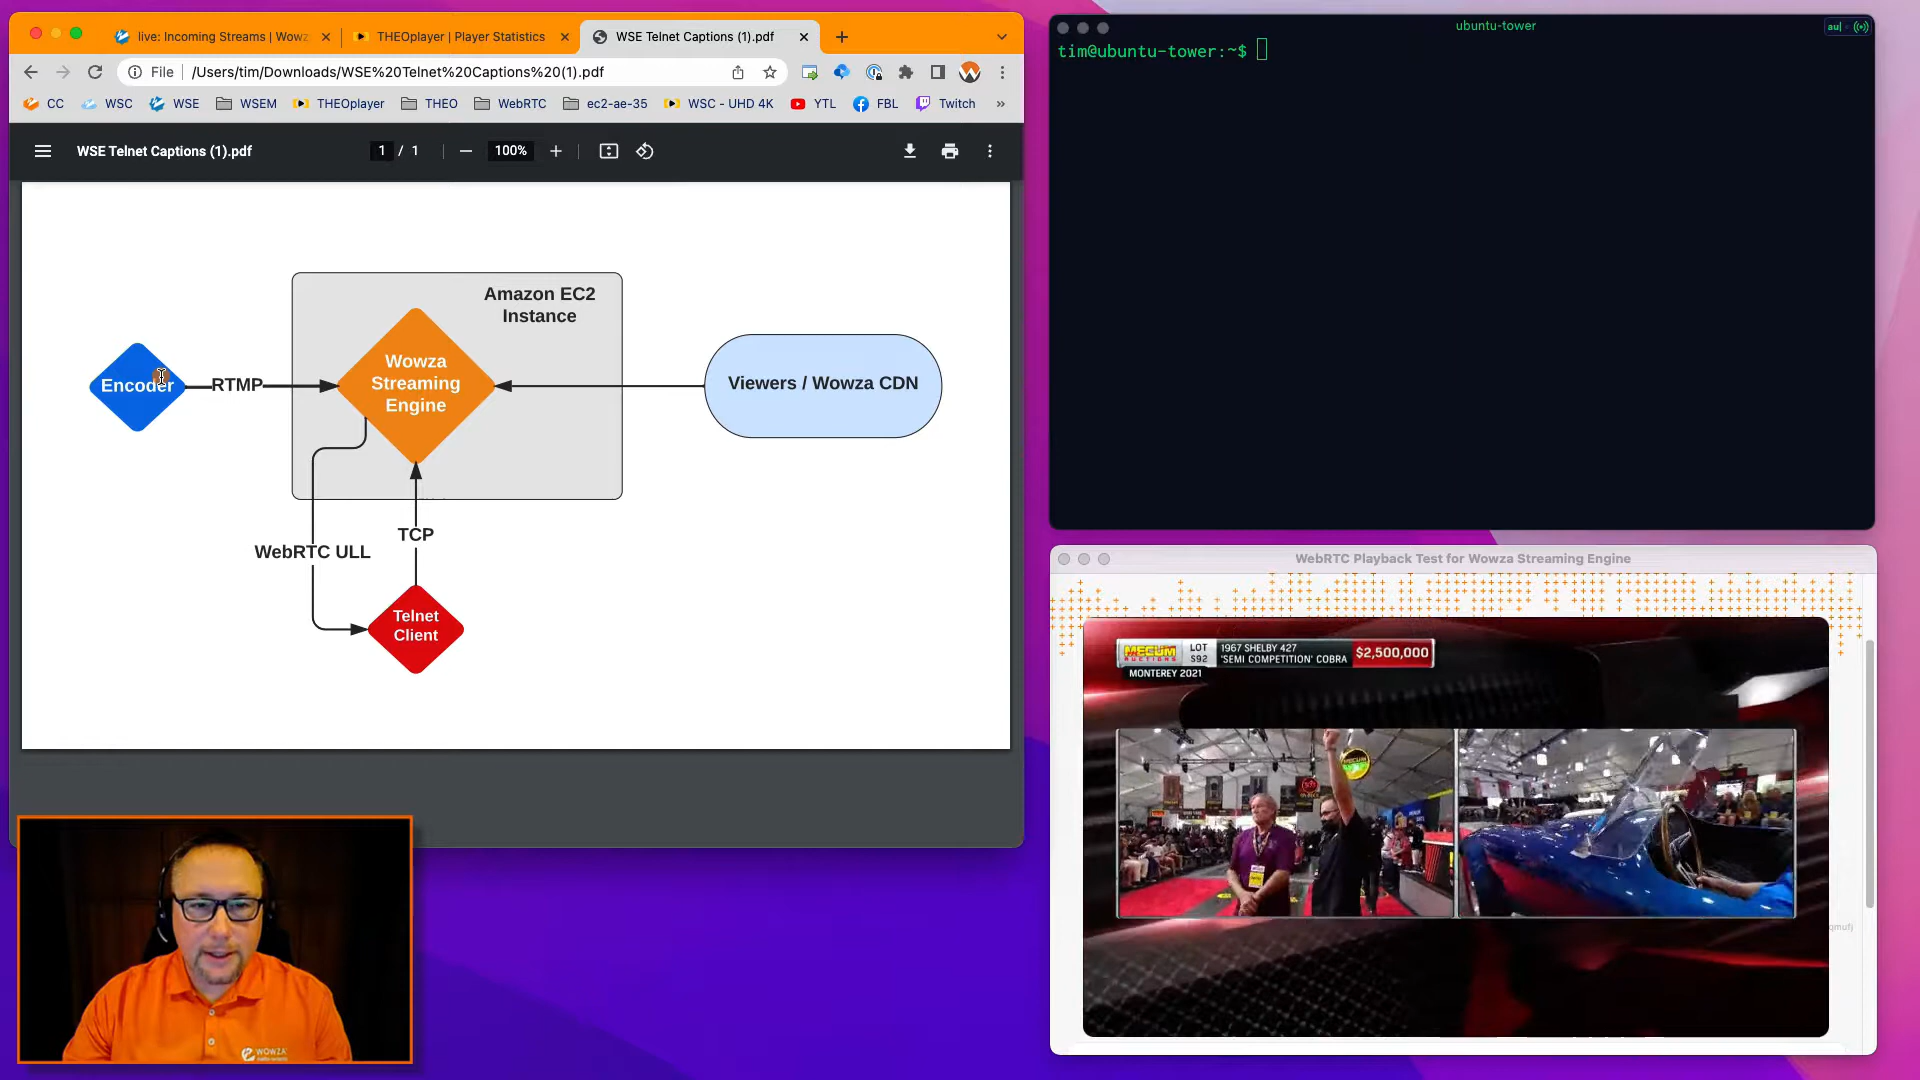 live: Incoming Streams | Wowz
THEOplayer | Player Statistics
WSE Telnet Captions (1).pdf
File
/Users/tim/Downloads/WSE%20Telnet%20Captions%20(1).pdf
CC
WSC
WSE
WSEM
THEOplayer
THEO
WebRTC
ec2-ae-35
WSC - UHD 4K
YTL
FBL
Twitch
»
WSE Telnet Captions (1).pdf
1 / 1
100%
Amazon EC2
Instance
Encoder
RTMP
Wowza
Streaming
Engine
Viewers / Wowza CDN
WebRTC ULL
TCP
Telnet
Client
WOWZA
ubuntu-tower
tim@ubuntu-tower:~$
WebRTC Playback Test for Wowza Streaming Engine
MECUM
AUCTIONS
LOT
S92
1967 SHELBY 427
'SEMI COMPETITION' COBRA
$2,500,000
MONTEREY 2021
MECUM
qmufj